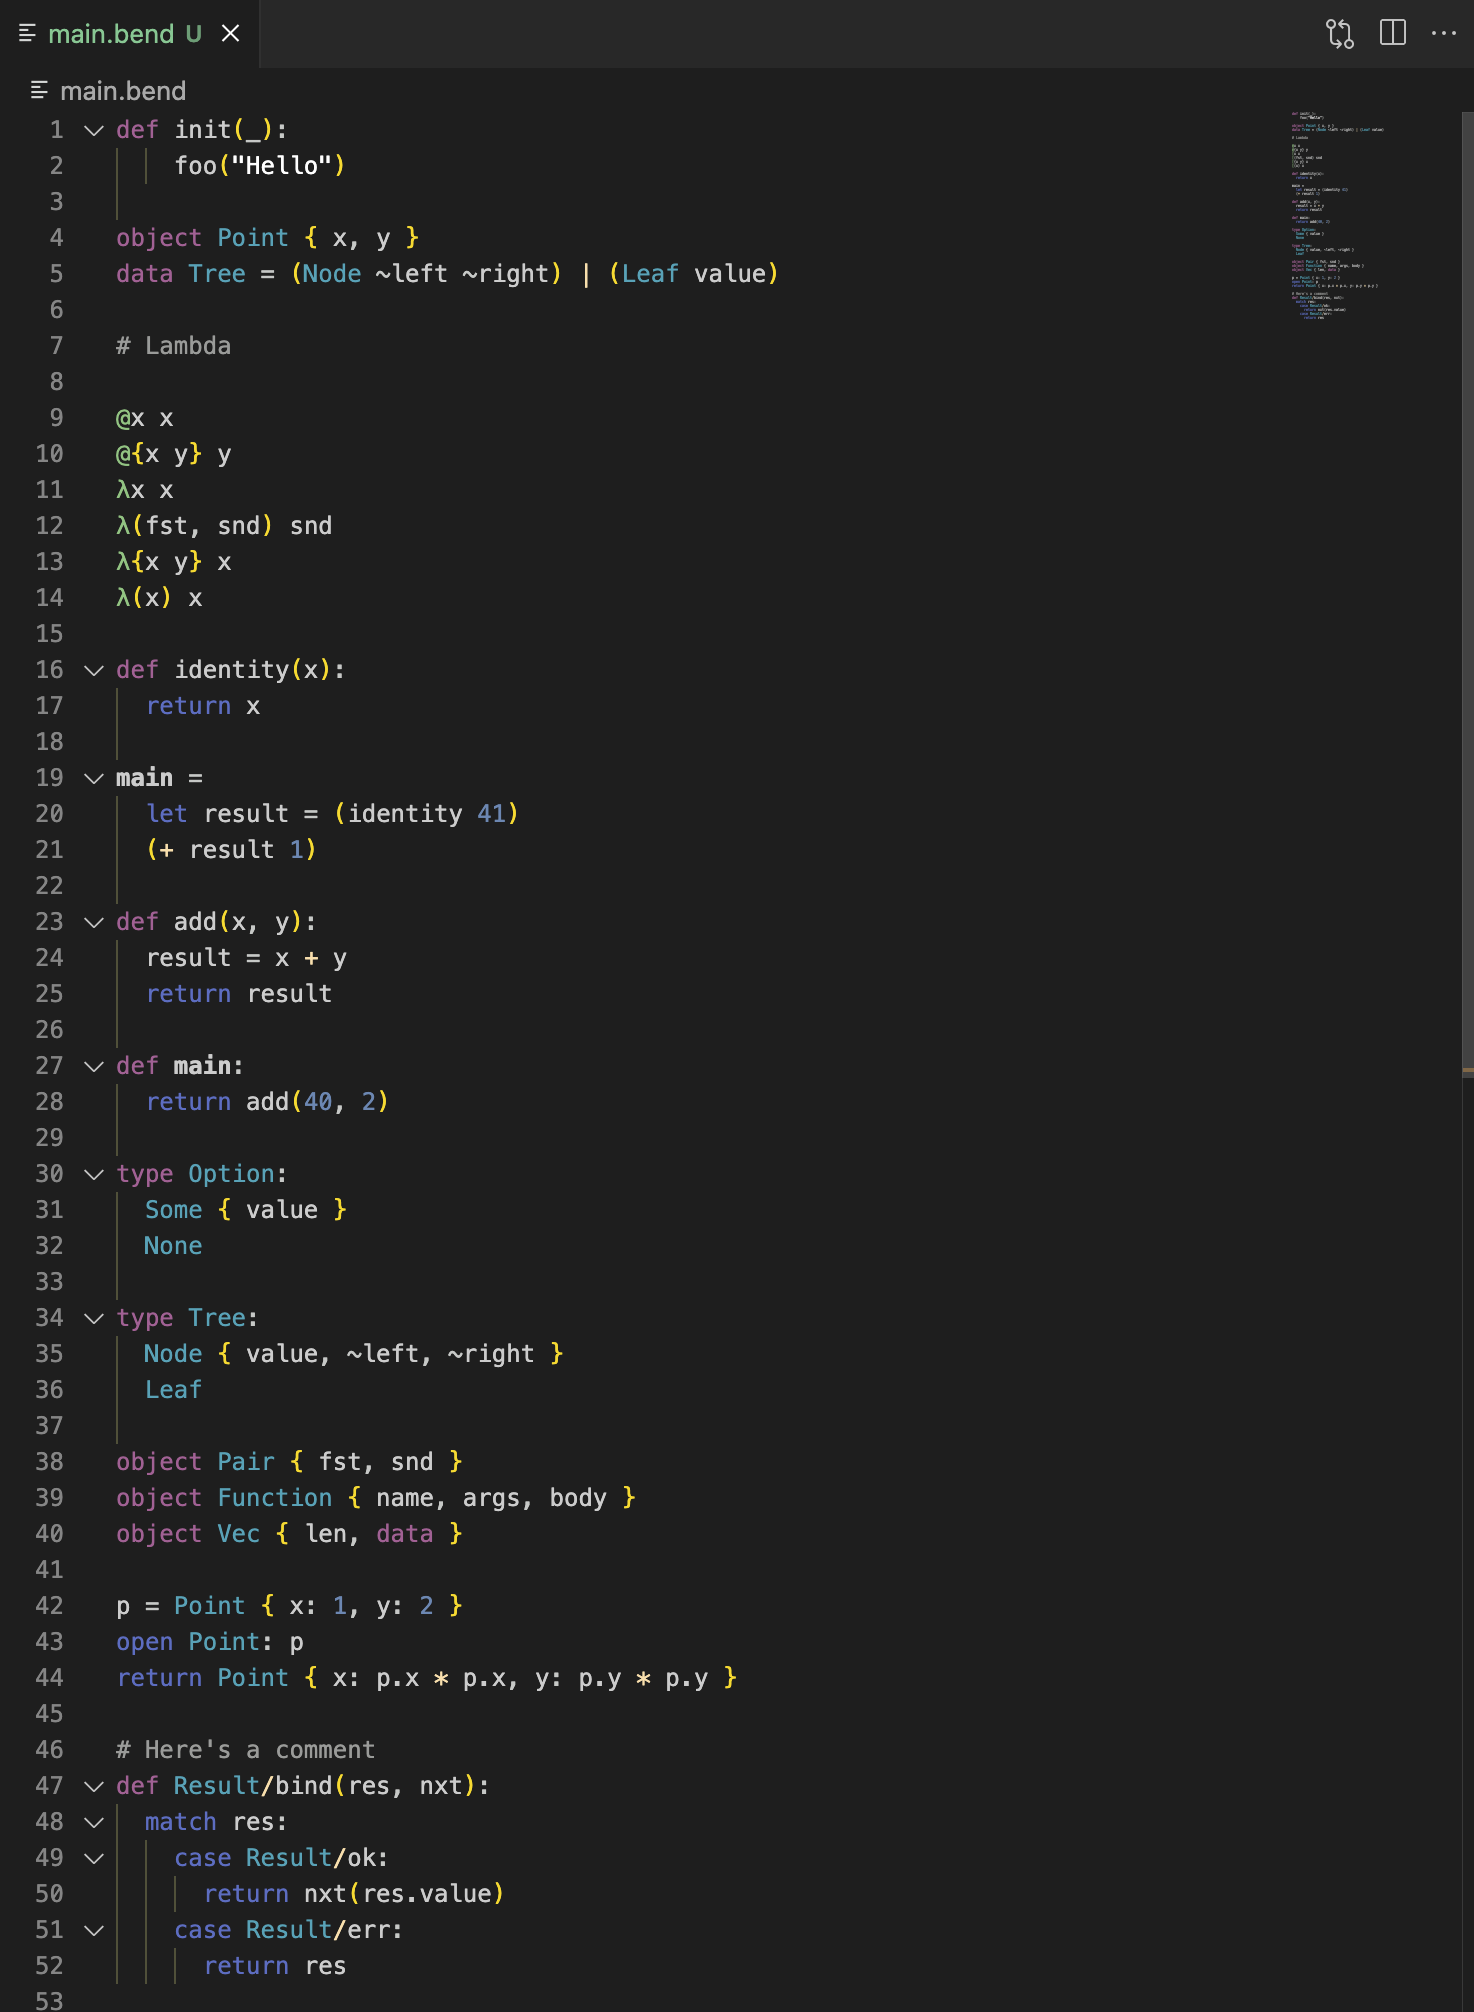 main.bend U
main.bend
1 def init(_):
2 foo("Hello")
3
4 object Point { x, y }
5 data Tree = (Node ~left ~right) | (Leaf value)
6
7 # Lambda
8
9 @x x
10 @{x y} y
11 λx x
12 λ(fst, snd) snd
13 λ{x y} x
14 λ(x) x
15
16 def identity(x):
17 return x
18
19 main =
20 let result = (identity 41)
21 (+ result 1)
22
23 def add(x, y):
24 result = x + y
25 return result
26
27 def main:
28 return add(40, 2)
29
30 type Option:
31 Some { value }
32 None
33
34 type Tree:
35 Node { value, ~left, ~right }
36 Leaf
37
38 object Pair { fst, snd }
39 object Function { name, args, body }
40 object Vec { len, data }
41
42 p = Point { x: 1, y: 2 }
43 open Point: p
44 return Point { x: p.x * p.x, y: p.y * p.y }
45
46 # Here's a comment
47 def Result/bind(res, nxt):
48 match res:
49 case Result/ok:
50 return nxt(res.value)
51 case Result/err:
52 return res
53